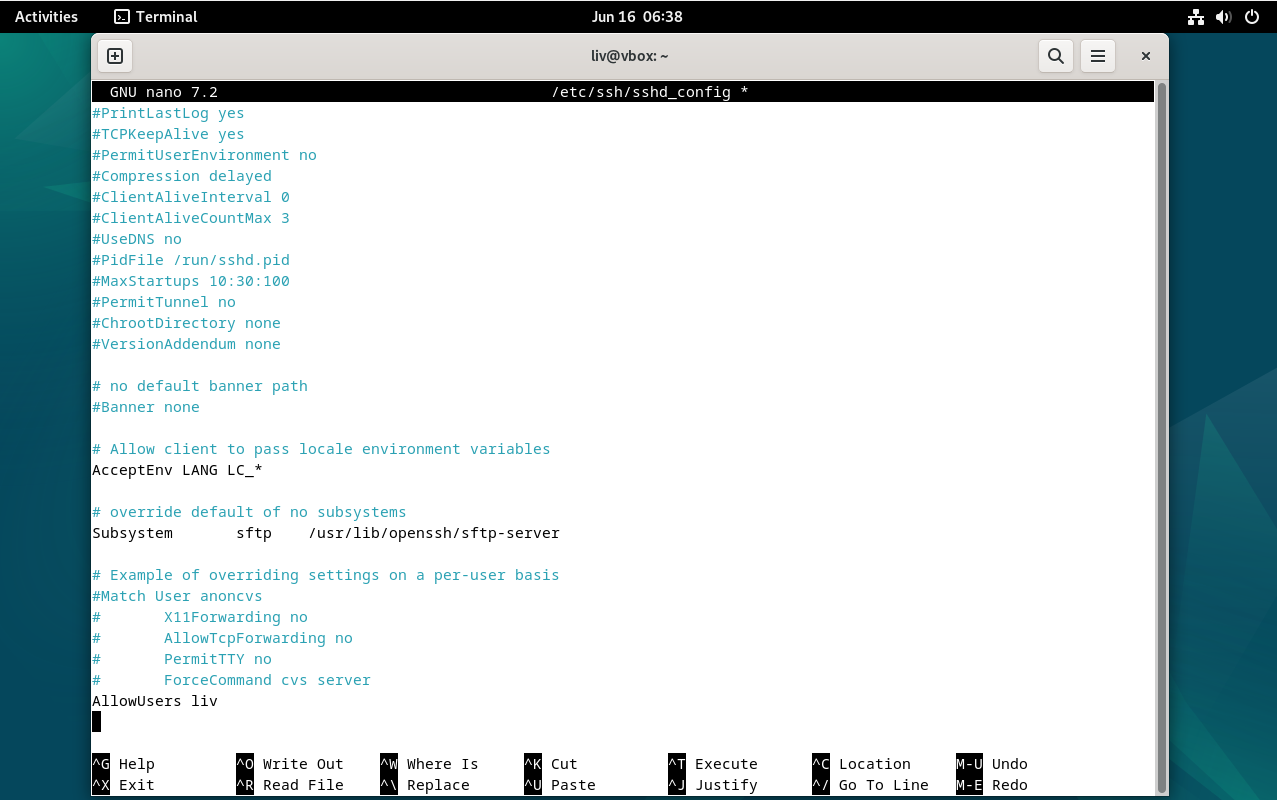 Activities Terminal Jun 16 06:38
liv@vbox: ~
GNU nano 7.2 /etc/ssh/sshd_config *
#PrintLastLog yes
#TCPKeepAlive yes
#PermitUserEnvironment no
#Compression delayed
#ClientAliveInterval 0
#ClientAliveCountMax 3
#UseDNS no
#PidFile /run/sshd.pid
#MaxStartups 10:30:100
#PermitTunnel no
#ChrootDirectory none
#VersionAddendum none

# no default banner path
#Banner none

# Allow client to pass locale environment variables
AcceptEnv LANG LC_*

# override default of no subsystems
Subsystem       sftp    /usr/lib/openssh/sftp-server

# Example of overriding settings on a per-user basis
#Match User anoncvs
#       X11Forwarding no
#       AllowTcpForwarding no
#       PermitTTY no
#       ForceCommand cvs server
AllowUsers liv

^G Help ^O Write Out ^W Where Is ^K Cut ^T Execute ^C Location M-U Undo
^X Exit ^R Read File ^\ Replace ^U Paste ^J Justify ^/ Go To Line M-E Redo